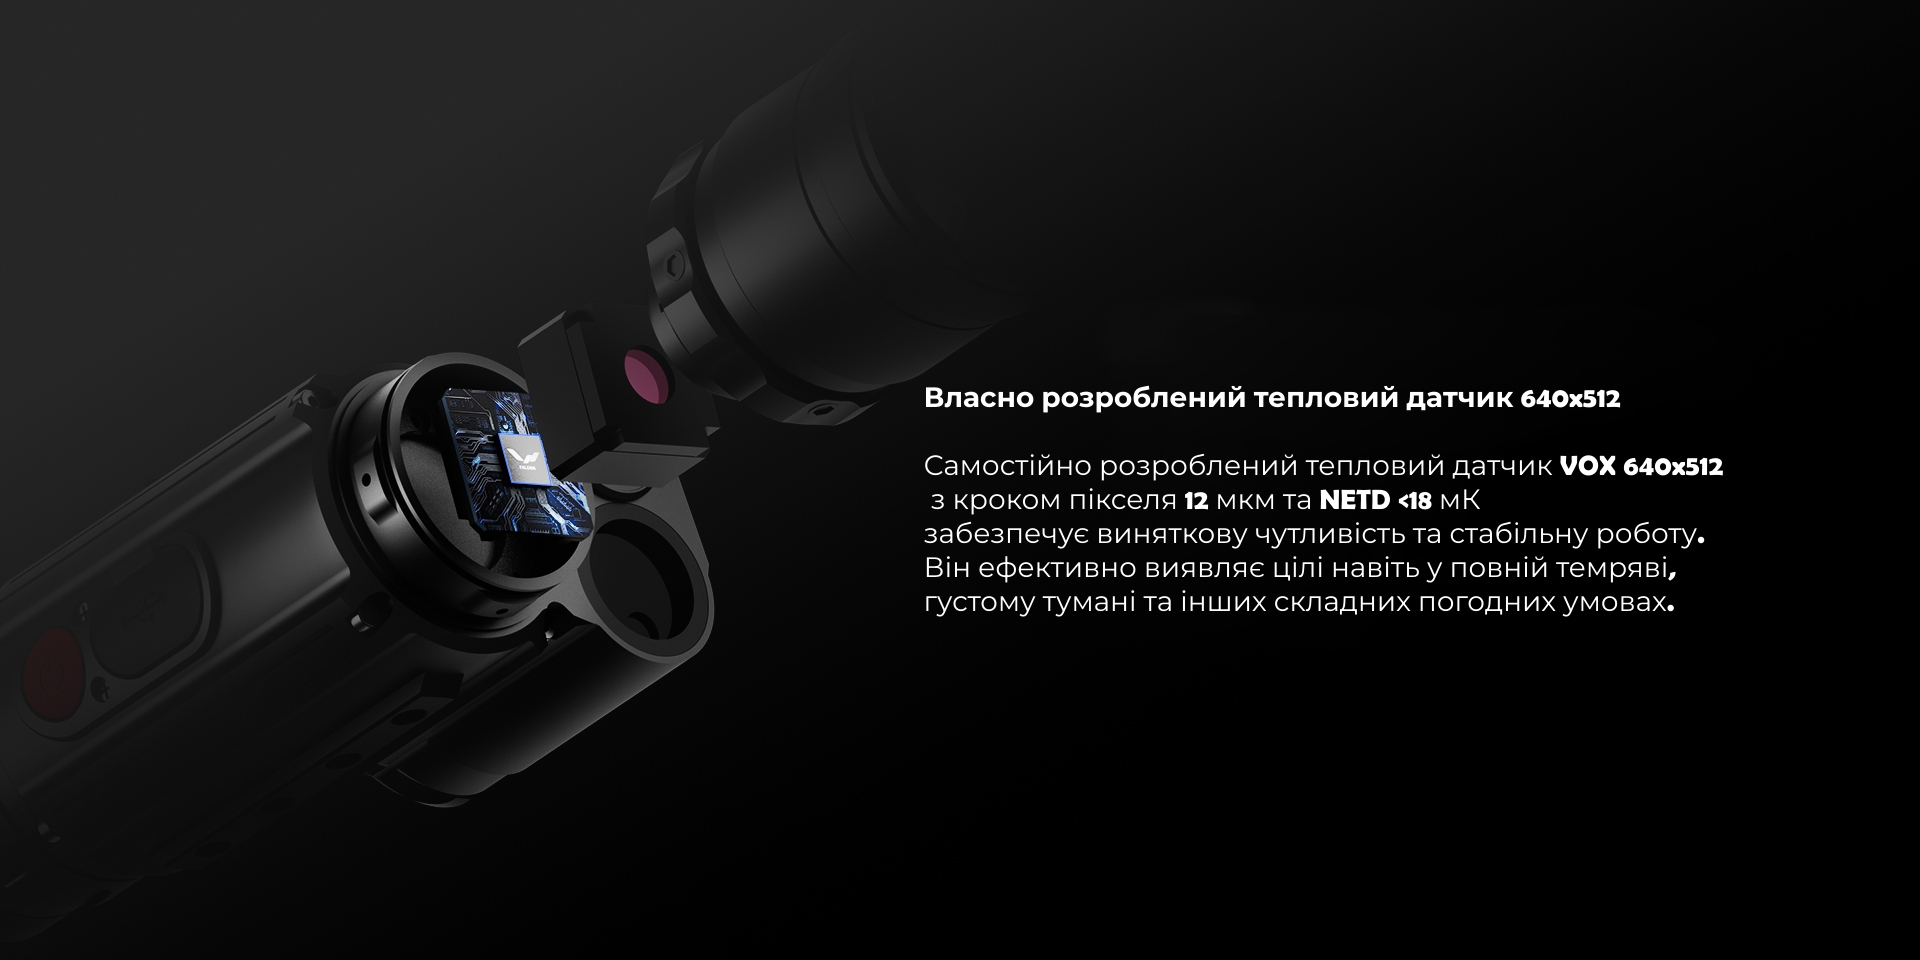 Власно розроблений тепловий датчик 640x512
Самостійно розроблений тепловий датчик VOX 640x512
з кроком пікселя 12 мкм та NETD <18 мК
забезпечує виняткову чутливість та стабільну роботу.
Він ефективно виявляє цілі навіть у повній темряві,
густому тумані та інших складних погодних умовах.